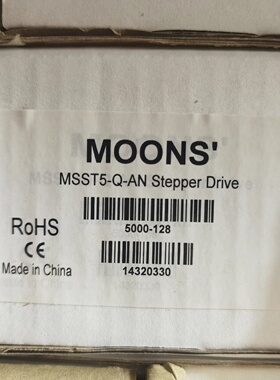 MOONS'
MSST5-Q-AN Stepper Drive
RoHS
5000-128
CE
Made in China
14320330